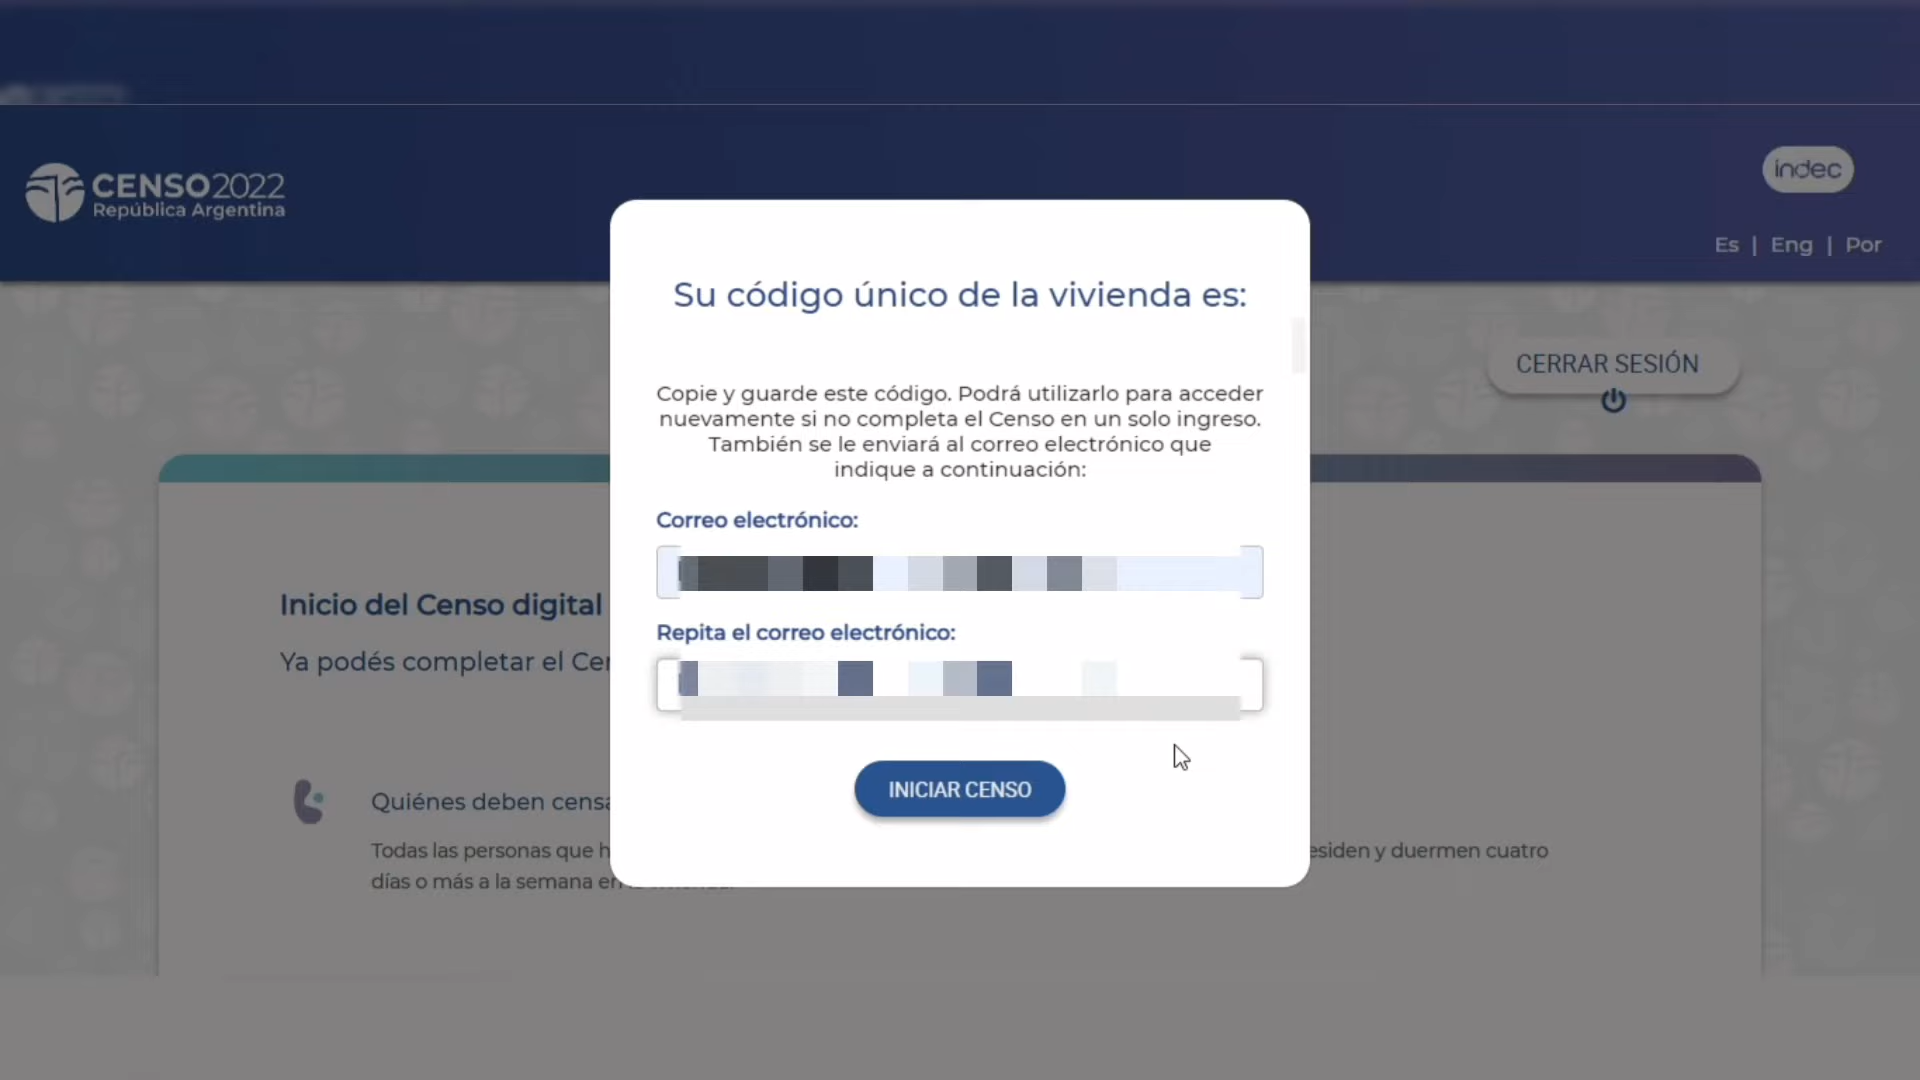 CENSO2022
República Argentina
indec
Es | Eng | Por
CERRAR SESIÓN
Su código único de la vivienda es:
Copie y guarde este código. Podrá utilizarlo para acceder
nuevamente si no completa el Censo en un solo ingreso.
También se le enviará al correo electrónico que
indique a continuación:
Correo electrónico:
Repita el correo electrónico:
INICIAR CENSO
Inicio del Censo digital
Ya podés completar el
Quiénes deben
Todas las personas que
y duermen cuatro
días o más a la semana en